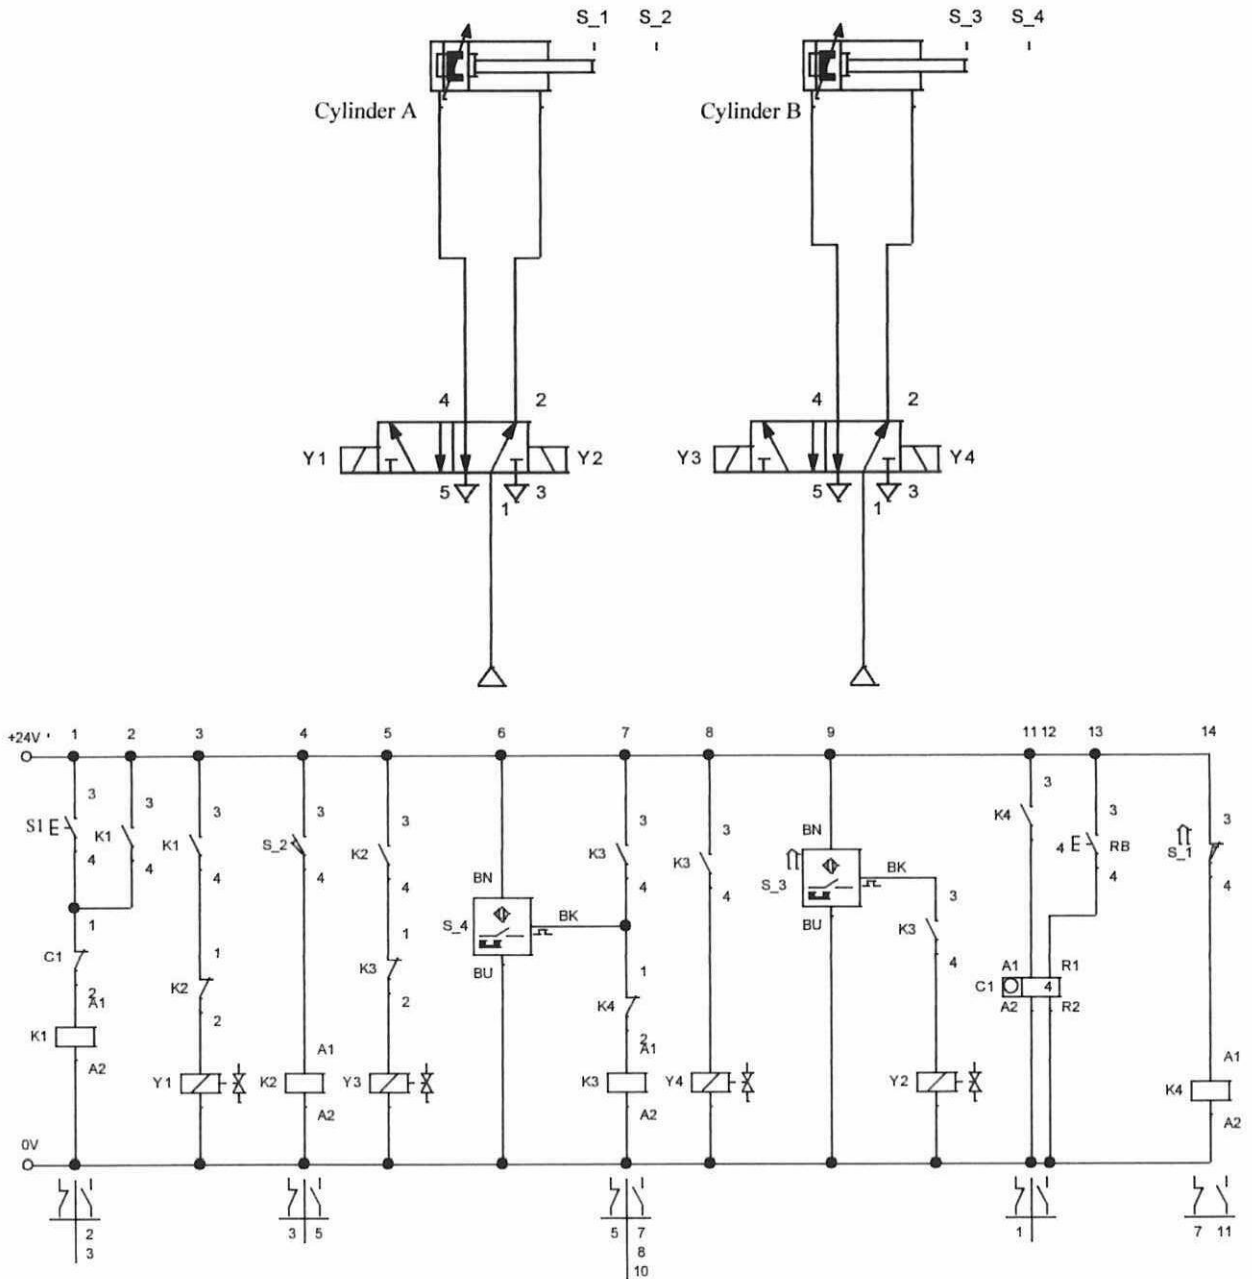 S_1 S_2 S_3 S_4
Cylinder A Cylinder B
4 2 4 2
Y1 Y2 Y3 Y4
5 1 3 5 1 3
+24V 1 2 3 4 5 6 7 8 9 11 12 13 14
3 3 3 3 3 3 3 3 3 3
S1 K1 K1 S_2 K2 K3 K3 K4 RB S_1
4 4 4 4 4 4 4 4 4 4
BN BN
S_3 BK
S_4 BK
BU BU
3
K3
4
1 1 1 1
C1 K2 K3 K4
2 2 2 2
A1 A1 A1 A1 R1
C1 4
A2 R2
K1 Y1 K2 Y3 K3 Y4 Y2 K4
A1
A2 A2 A2 A2
0V
2 3 5 5 7 1 7 11
3 8
10